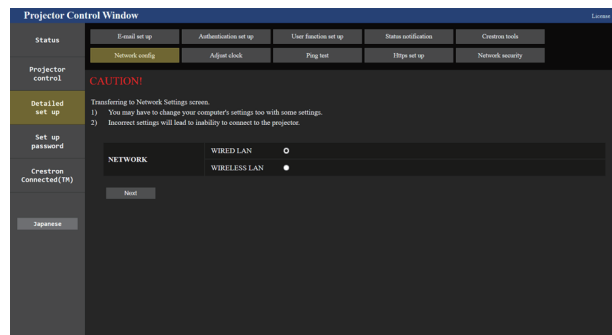 Projector Control Window
License
Status
E-mail set up
Authentication set up
User function set up
Status notification
Creston tools
Network config
Adjust clock
Ping test
Https set up
Network security
Projector
control
CAUTION!
Detailed
set up
Transferring to Network Settings screen.
1) You may have to change your computer's settings too with some settings.
2) Incorrect settings will lead to inability to connect to the projector.
Set up
password
NETWORK
WIRED LAN
WIRELESS LAN
Crestron
Connected(TM)
Next
Japanese